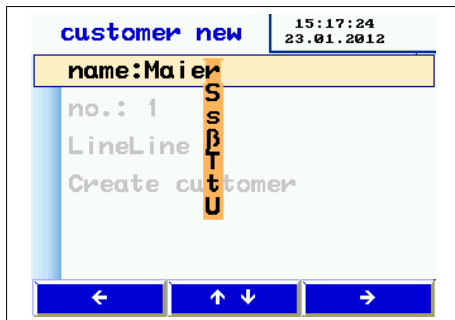 customer new
15:17:24
23.01.2012
name:Maier
S
s
no.: 1
ß
LineLine
T
Create customer
t
U
← ↑ ↓ →